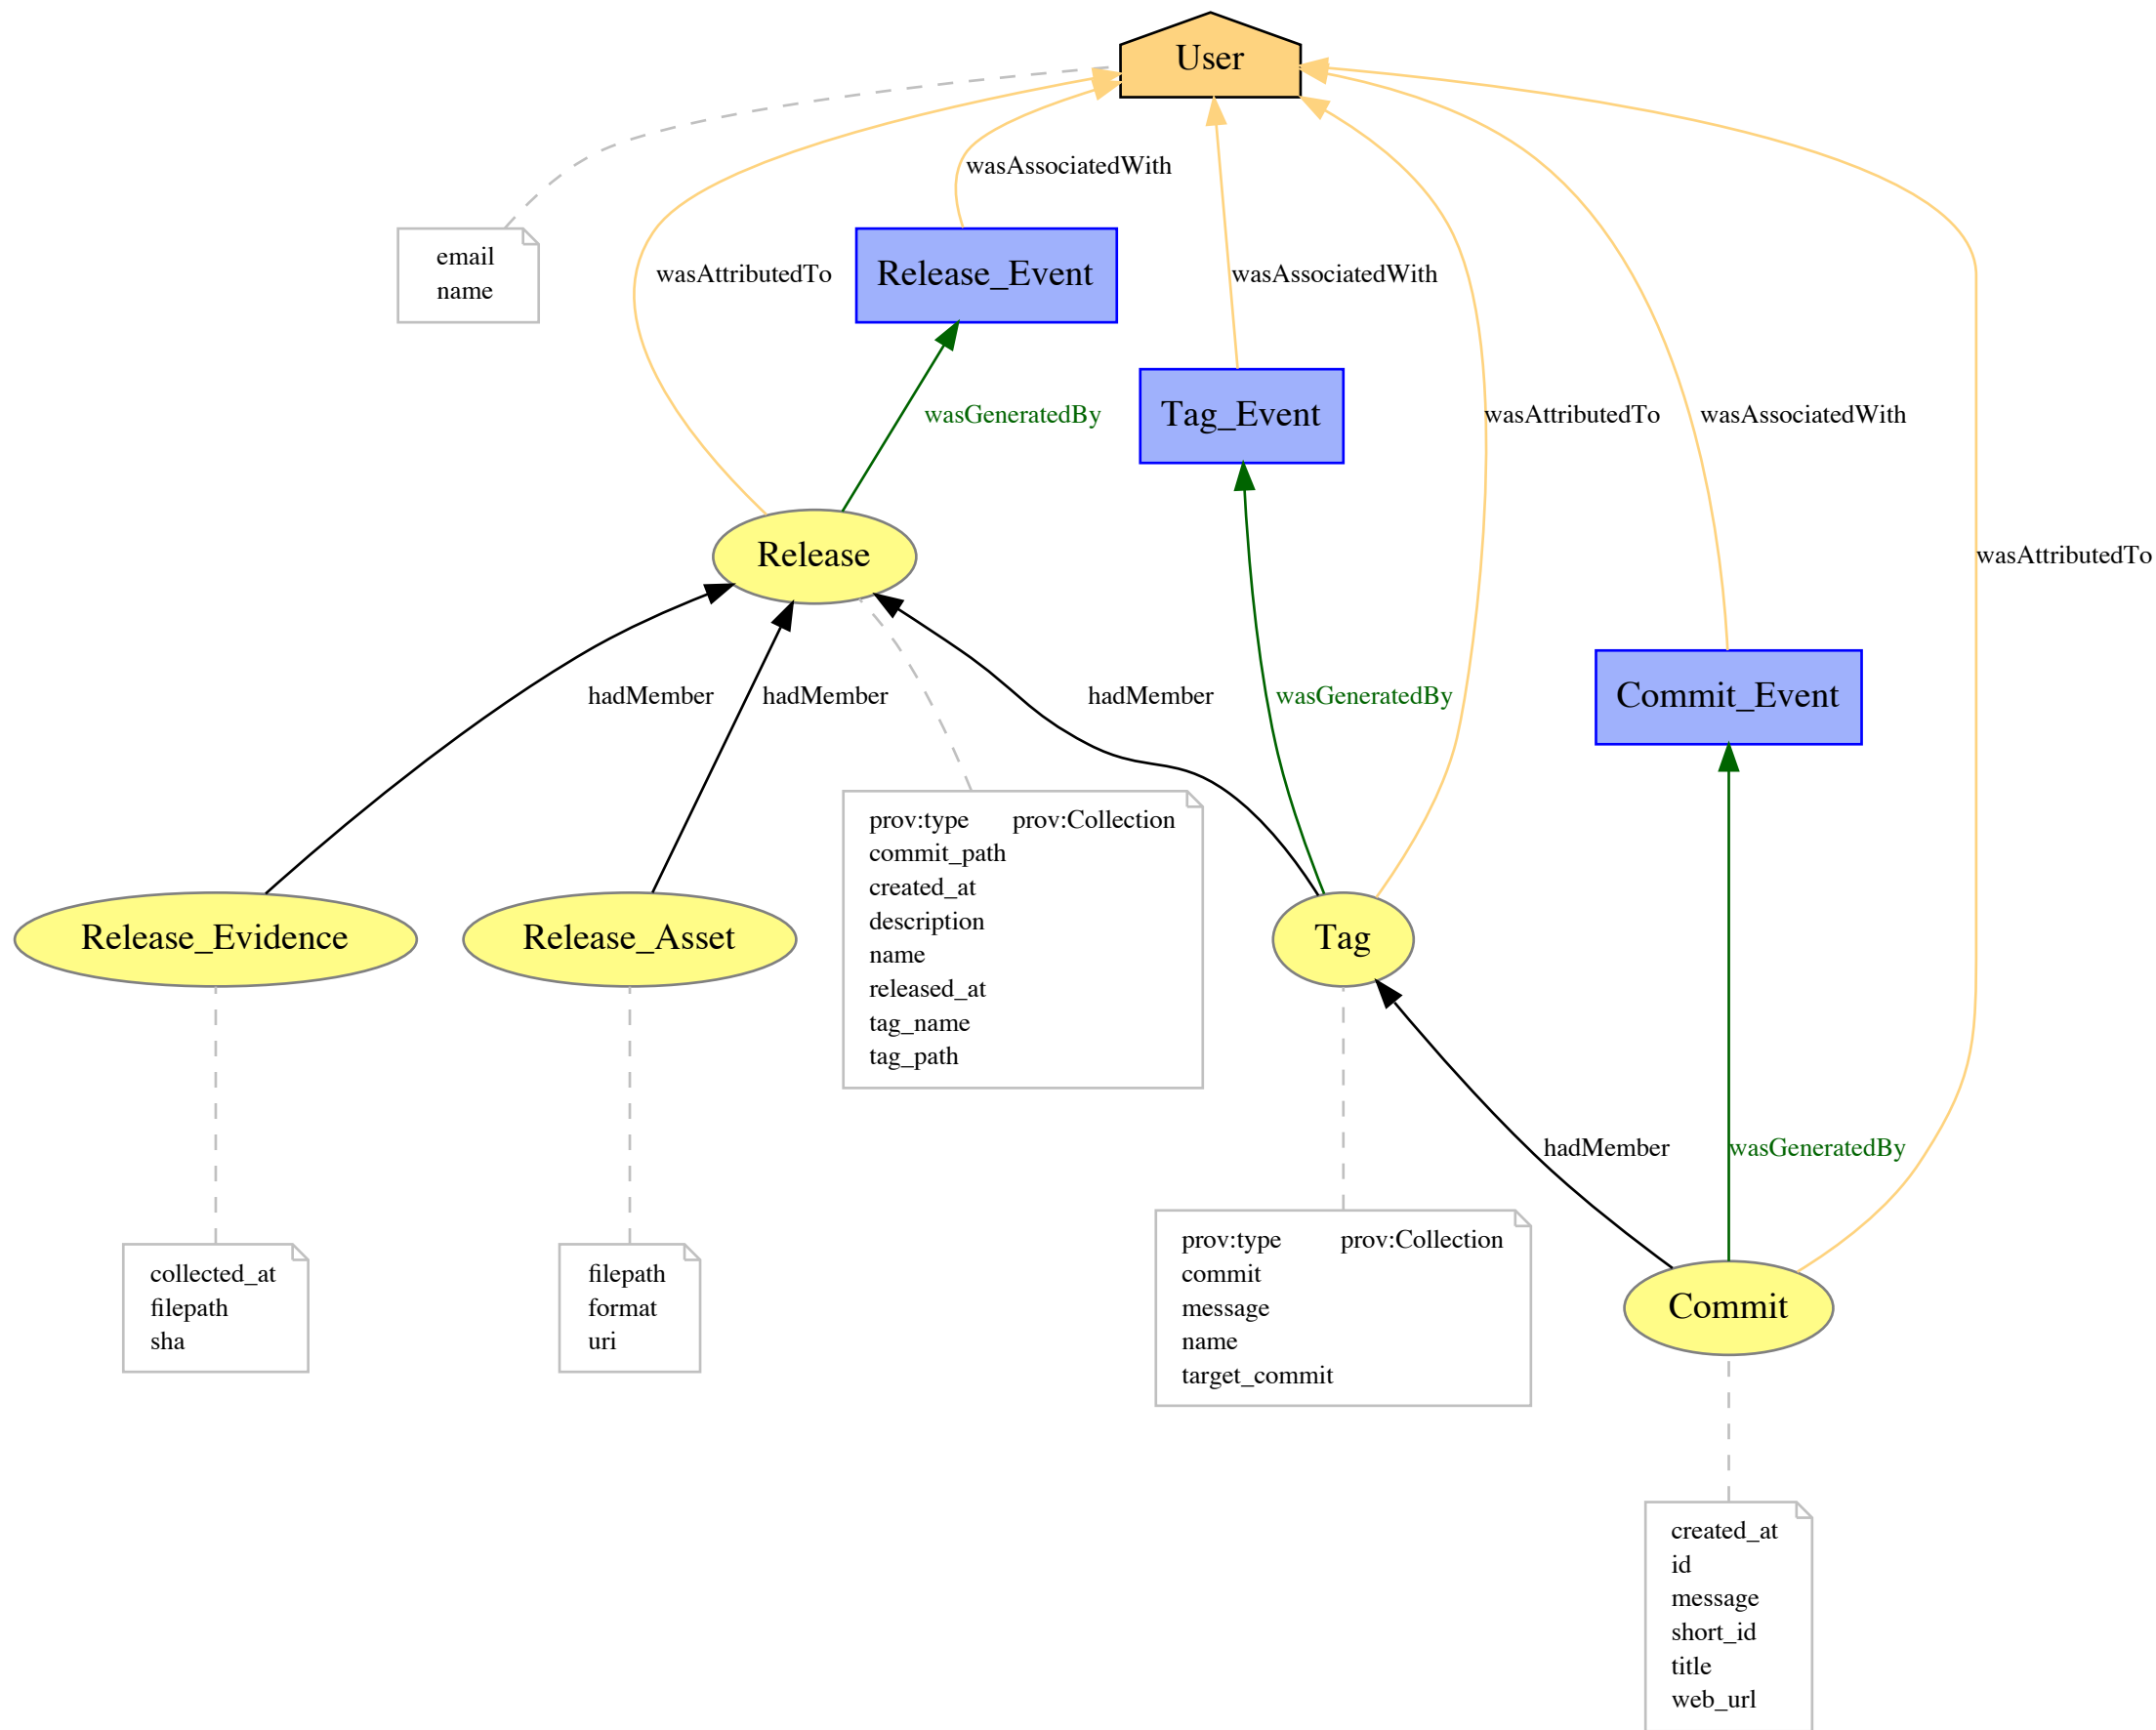 User
wasAssociatedWith
email
name
wasAttributedTo
Release_Event
wasAssociatedWith
wasGeneratedBy
Tag_Event
wasAttributedTo
wasAssociatedWith
Release
wasAttributedTo
hadMember
hadMember
hadMember
wasGeneratedBy
Commit_Event
prov:type prov:Collection
commit_path
created_at
description
name
released_at
tag_name
tag_path
Release_Evidence
Release_Asset
Tag
hadMember
wasGeneratedBy
collected_at
filepath
sha
filepath
format
uri
prov:type prov:Collection
commit
message
name
target_commit
Commit
created_at
id
message
short_id
title
web_url